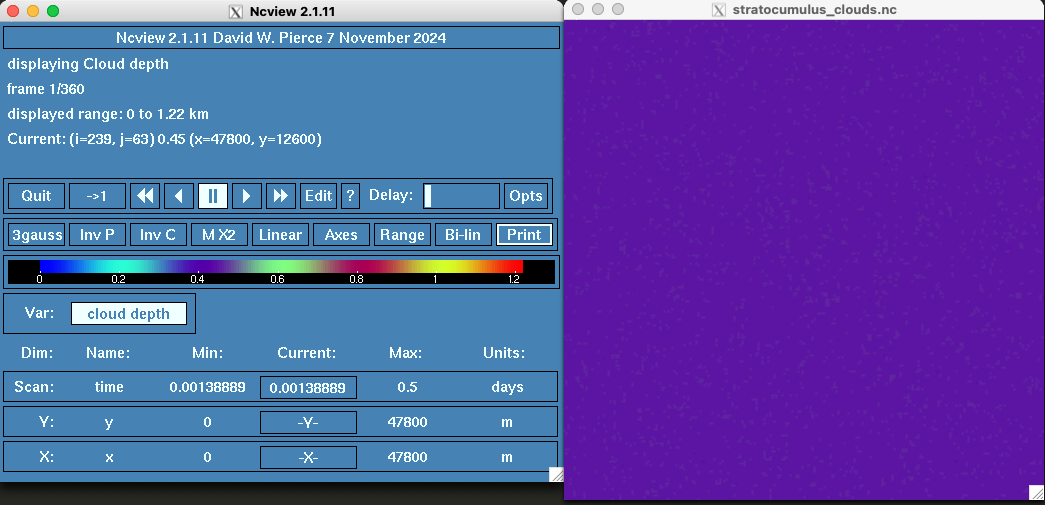 Ncview 2.1.11
stratocumulus_clouds.nc
Ncview 2.1.11 David W. Pierce 7 November 2024
displaying Cloud depth
frame 1/360
displayed range: 0 to 1.22 km
Current: (i=239, j=63) 0.45 (x=47800, y=12600)
Quit ->1 Edit ? Delay: Opts
3gauss Inv P Inv C M X2 Linear Axes Range Bi-lin Print
0 0.2 0.4 0.6 0.8 1 1.2
Var: cloud depth
Dim: Name: Min: Current: Max: Units:
Scan: time 0.00138889 0.00138889 0.5 days
Y: y 0 -Y- 47800 m
X: x 0 -X- 47800 m